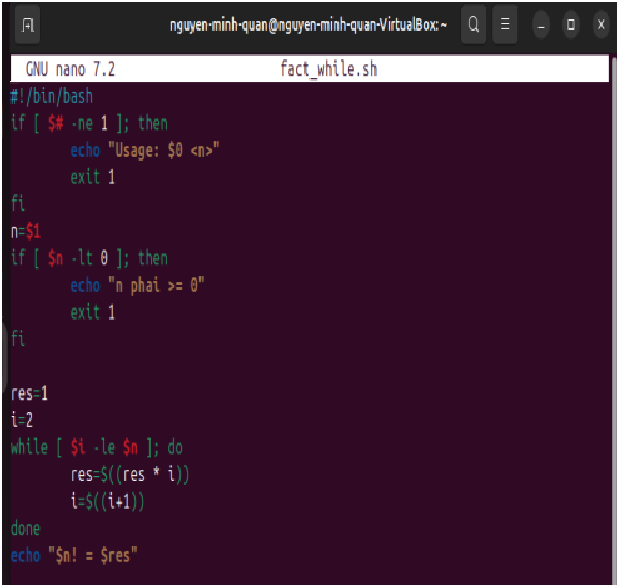 nguyen-minh-quan@nguyen-minh-quan-VirtualBox: ~
GNU nano 7.2 fact_while.sh
#!/bin/bash
if [ $# -ne 1 ]; then
        echo "Usage: $0 <n>"
        exit 1
fi
n=$1
if [ $n -lt 0 ]; then
        echo "n phai >= 0"
        exit 1
fi

res=1
i=2
while [ $i -le $n ]; do
        res=$((res * i))
        i=$((i+1))
done
echo "$n! = $res"